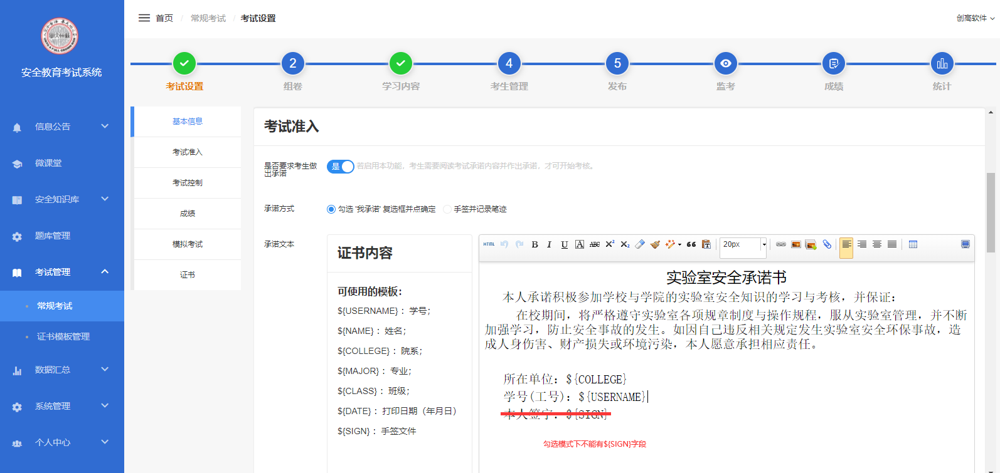 首页 / 常规考试 / 考试设置
创高软件
安全教育考试系统
2
4
5
考试设置
组卷
学习内容
考生管理
发布
监考
成绩
统计
信息公告
微课堂
安全知识库
题库管理
考试管理
常规考试
证书模板管理
数据汇总
系统管理
个人中心
基本信息
考试准入
考试控制
成绩
模拟考试
证书
考试准入
是否要求考生做
出承诺
是
若启用本功能，考生需要阅读考试承诺内容并作出承诺，才可开始考核。
承诺方式
勾选 '我承诺' 复选框并点确定
手签并记录笔迹
承诺文本
证书内容
可使用的模板：
${USERNAME}：学号；
${NAME}：姓名；
${COLLEGE}：院系；
${MAJOR}：专业；
${CLASS}：班级；
${DATE}：打印日期（年月日）
${SIGN}：手签文件
HTML
B I U A ABC X² X₂
20px
实验室安全承诺书
本人承诺积极参加学校与学院的实验室安全知识的学习与考核，并保证：
在校期间，将严格遵守实验室各项规章制度与操作规程，服从实验室管理，并不断
加强学习，防止安全事故的发生。如因自己违反相关规定发生实验室安全环保事故，造
成人身伤害、财产损失或环境污染，本人愿意承担相应责任。
所在单位：${COLLEGE}
学号(工号)：${USERNAME}
本人签字：${SIGN}
勾选模式下不能有${SIGN}字段